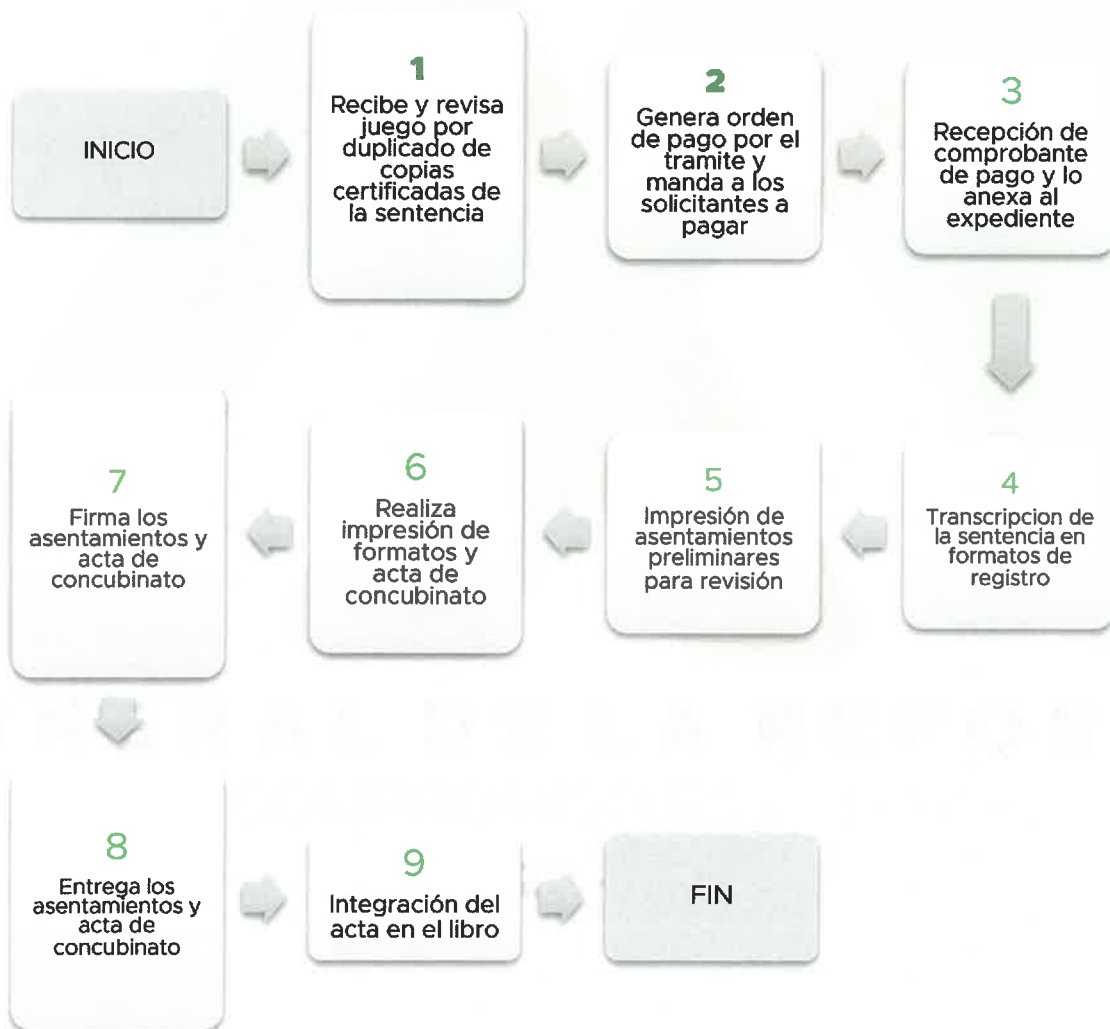 INICIO
1
Recibe y revisa
juego por
duplicado de
copias
certificadas de
la sentencia
2
Genera orden
de pago por el
tramite y
manda a los
solicitantes a
pagar
3
Recepción de
comprobante
de pago y lo
anexa al
expediente
4
Transcripcion de
la sentencia en
formatos de
registro
5
Impresión de
asentamientos
preliminares
para revisión
6
Realiza
impresión de
formatos y
acta de
concubinato
7
Firma los
asentamientos y
acta de
concubinato
8
Entrega los
asentamientos y
acta de
concubinato
9
Integración del
acta en el libro
FIN